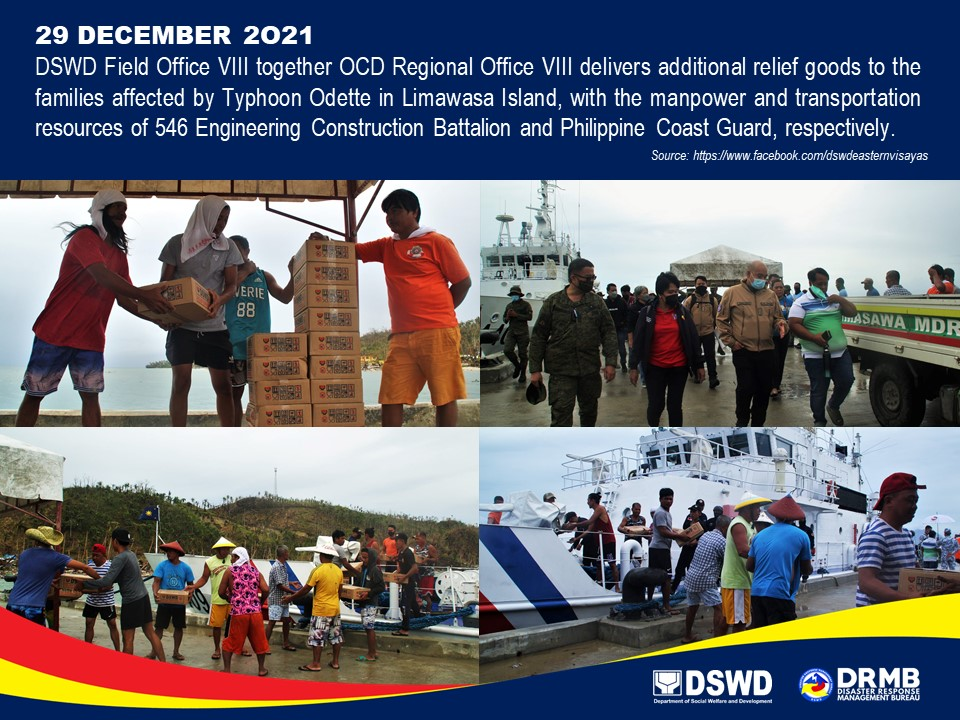 29 DECEMBER 2021
DSWD Field Office VIII together OCD Regional Office VIII delivers additional relief goods to the
families affected by Typhoon Odette in Limawasa Island, with the manpower and transportation
resources of 546 Engineering Construction Battalion and Philippine Coast Guard, respectively.
Source: https://www.facebook.com/dswdeasternvisayas
VERIE
88
MASAWA MDR
DSWD
Department of Social Welfare and Development
DRMB
DISASTER RESPONSE
MANAGEMENT BUREAU